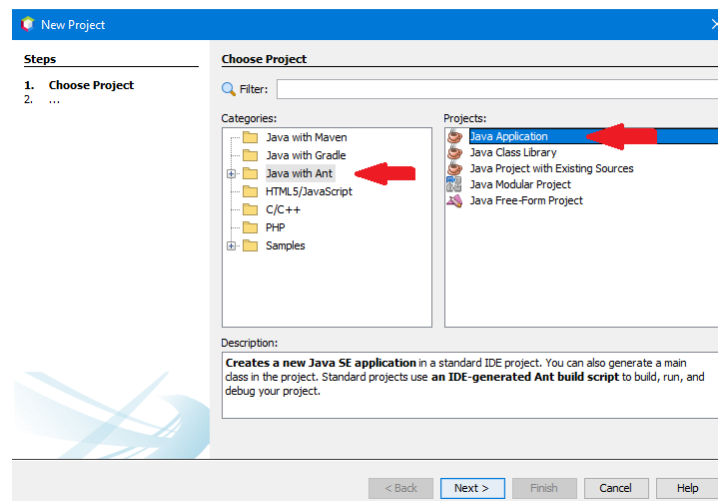 New Project
Steps
1. Choose Project
2. ...
Choose Project
Filter:
Categories:
Java with Maven
Java with Gradle
Java with Ant
HTML5/JavaScript
C/C++
PHP
Samples
Projects:
Java Application
Java Class Library
Java Project with Existing Sources
Java Modular Project
Java Free-Form Project
Description:
Creates a new Java SE application in a standard IDE project. You can also generate a main
class in the project. Standard projects use an IDE-generated Ant build script to build, run, and
debug your project.
< Back Next > Finish Cancel Help